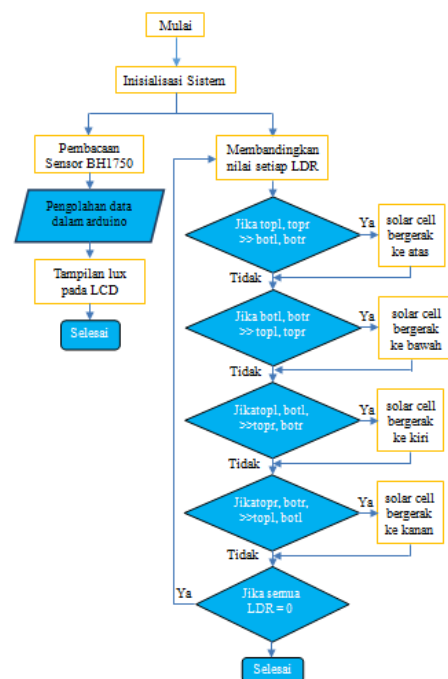 Mulai
Inisialisasi Sistem
Pembacaan
Sensor BH1750
Pengolahan data
dalam arduino
Tampilan lux
pada LCD
Selesai
Membandingkan
nilai setiap LDR
Jika topl, topr
>> botl, botr
Ya
solar cell
bergerak
ke atas
Tidak
Jika botl, botr
>> topl, topr
Ya
solar cell
bergerak
ke bawah
Tidak
Jikatopl, botl,
>>topr, botr
Ya
solar cell
bergerak
ke kiri
Tidak
Jikatopr, botr,
>>topl, botl
Ya
solar cell
bergerak
ke kanan
Tidak
Ya
Jika semua
LDR = 0
Selesai